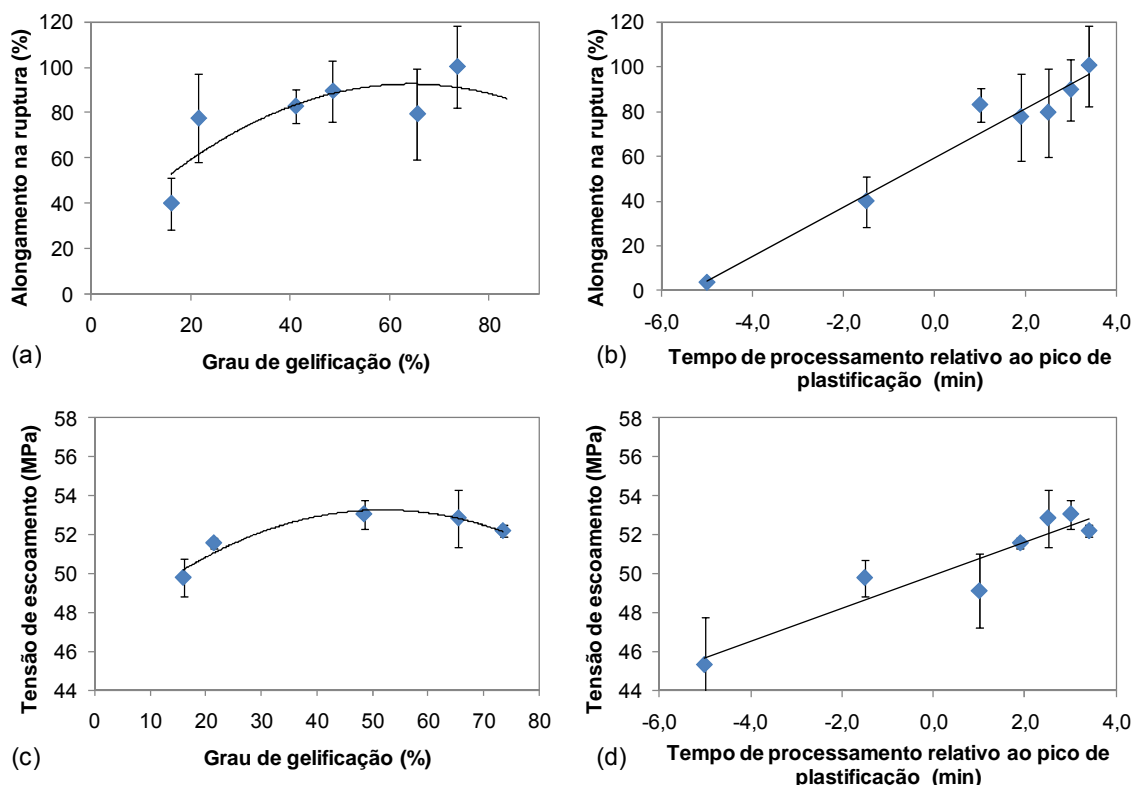 Alongamento na ruptura (%)
120
100
80
60
40
20
0
0 20 40 60 80
(a)
Grau de gelificação (%)
Alongamento na ruptura (%)
120
100
80
60
40
20
0
-6,0 -4,0 -2,0 0,0 2,0 4,0
(b)
Tempo de processamento relativo ao pico de
plastificação (min)
Tensão de escoamento (MPa)
58
56
54
52
50
48
46
44
0 10 20 30 40 50 60 70 80
(c)
Grau de gelificação (%)
Tensão de escoamento (MPa)
58
56
54
52
50
48
46
44
-6,0 -4,0 -2,0 0,0 2,0 4,0
(d)
Tempo de processamento relativo ao pico de
plastificação (min)